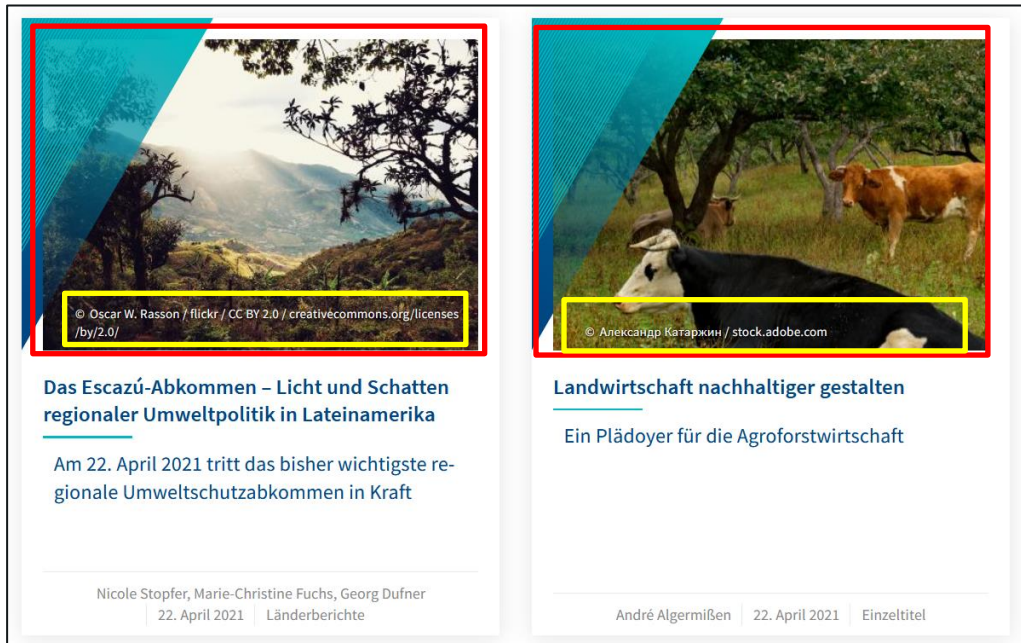 © Oscar W. Rasson / flickr / CC BY 2.0 / creativecommons.org/licenses
/by/2.0/
Das Escazú-Abkommen – Licht und Schatten
regionaler Umweltpolitik in Lateinamerika
Am 22. April 2021 tritt das bisher wichtigste re-
gionale Umweltschutzabkommen in Kraft
Nicole Stopfer, Marie-Christine Fuchs, Georg Dufner
22. April 2021 Länderberichte
© Александр Катаржин / stock.adobe.com
Landwirtschaft nachhaltiger gestalten
Ein Plädoyer für die Agroforstwirtschaft
André Algermißen 22. April 2021 Einzeltitel